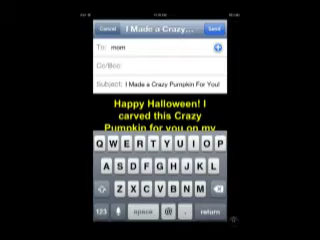 Cancel I Made a Crazy... Send
To: mom
Cc/Bcc:
Subject: I Made a Crazy Pumpkin For You!
Happy Halloween! I
carved this Crazy
Pumpkin for you on my
Q W E R T Y U I O P
A S D F G H J K L
Z X C V B N M
123 space @ . return